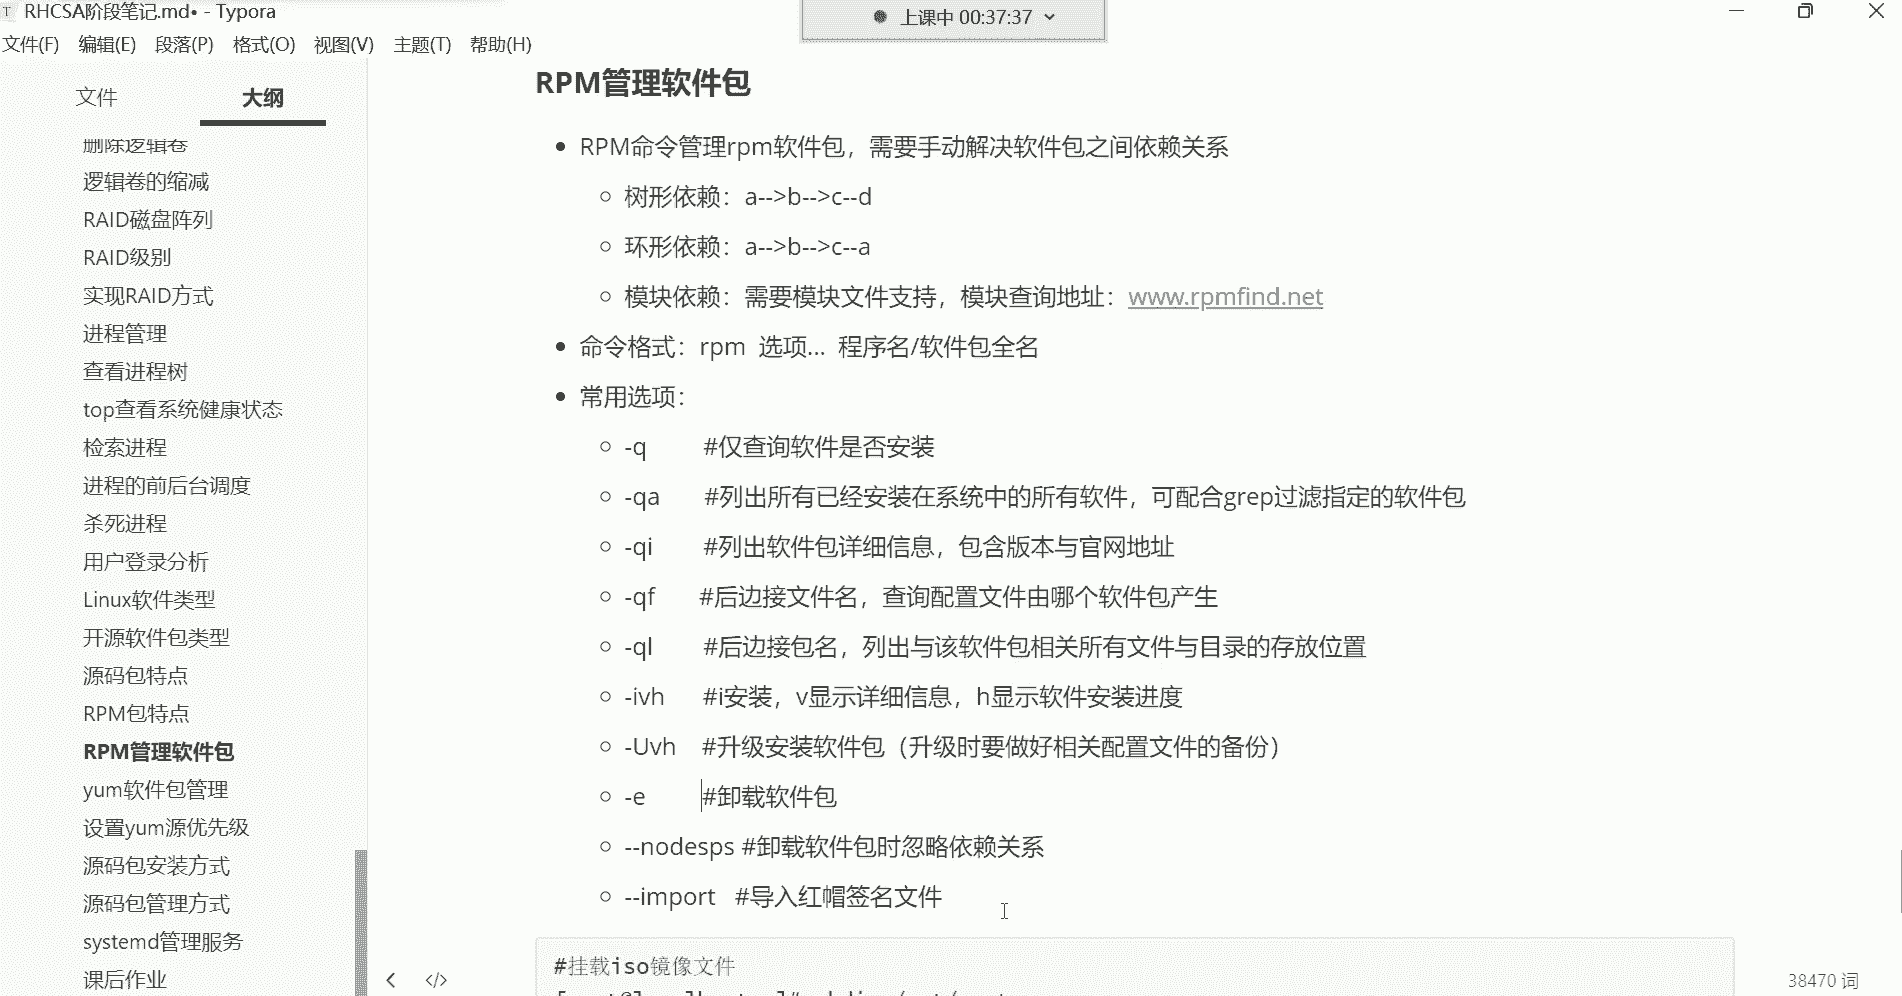 RHCSA阶段笔记.md• - Typora
上课中 00:37:37
文件(F) 编辑(E) 段落(P) 格式(O) 视图(V) 主题(T) 帮助(H)
文件 大纲
删除逻辑卷
逻辑卷的缩减
RAID磁盘阵列
RAID级别
实现RAID方式
进程管理
查看进程树
top查看系统健康状态
检索进程
进程的前后台调度
杀死进程
用户登录分析
Linux软件类型
开源软件包类型
源码包特点
RPM包特点
RPM管理软件包
yum软件包管理
设置yum源优先级
源码包安装方式
源码包管理方式
systemd管理服务
课后作业
RPM管理软件包
RPM命令管理rpm软件包，需要手动解决软件包之间依赖关系
树形依赖：a-->b-->c--d
环形依赖：a-->b-->c--a
模块依赖：需要模块文件支持，模块查询地址：www.rpmfind.net
命令格式：rpm 选项... 程序名/软件包全名
常用选项：
-q #仅查询软件是否安装
-qa #列出所有已经安装在系统中的所有软件，可配合grep过滤指定的软件包
-qi #列出软件包详细信息，包含版本与官网地址
-qf #后边接文件名，查询配置文件由哪个软件包产生
-ql #后边接包名，列出与该软件包相关所有文件与目录的存放位置
-ivh #i安装，v显示详细信息，h显示软件安装进度
-Uvh #升级安装软件包（升级时要做好相关配置文件的备份）
-e #卸载软件包
--nodesps #卸载软件包时忽略依赖关系
--import #导入红帽签名文件
#挂载iso镜像文件
38470 词